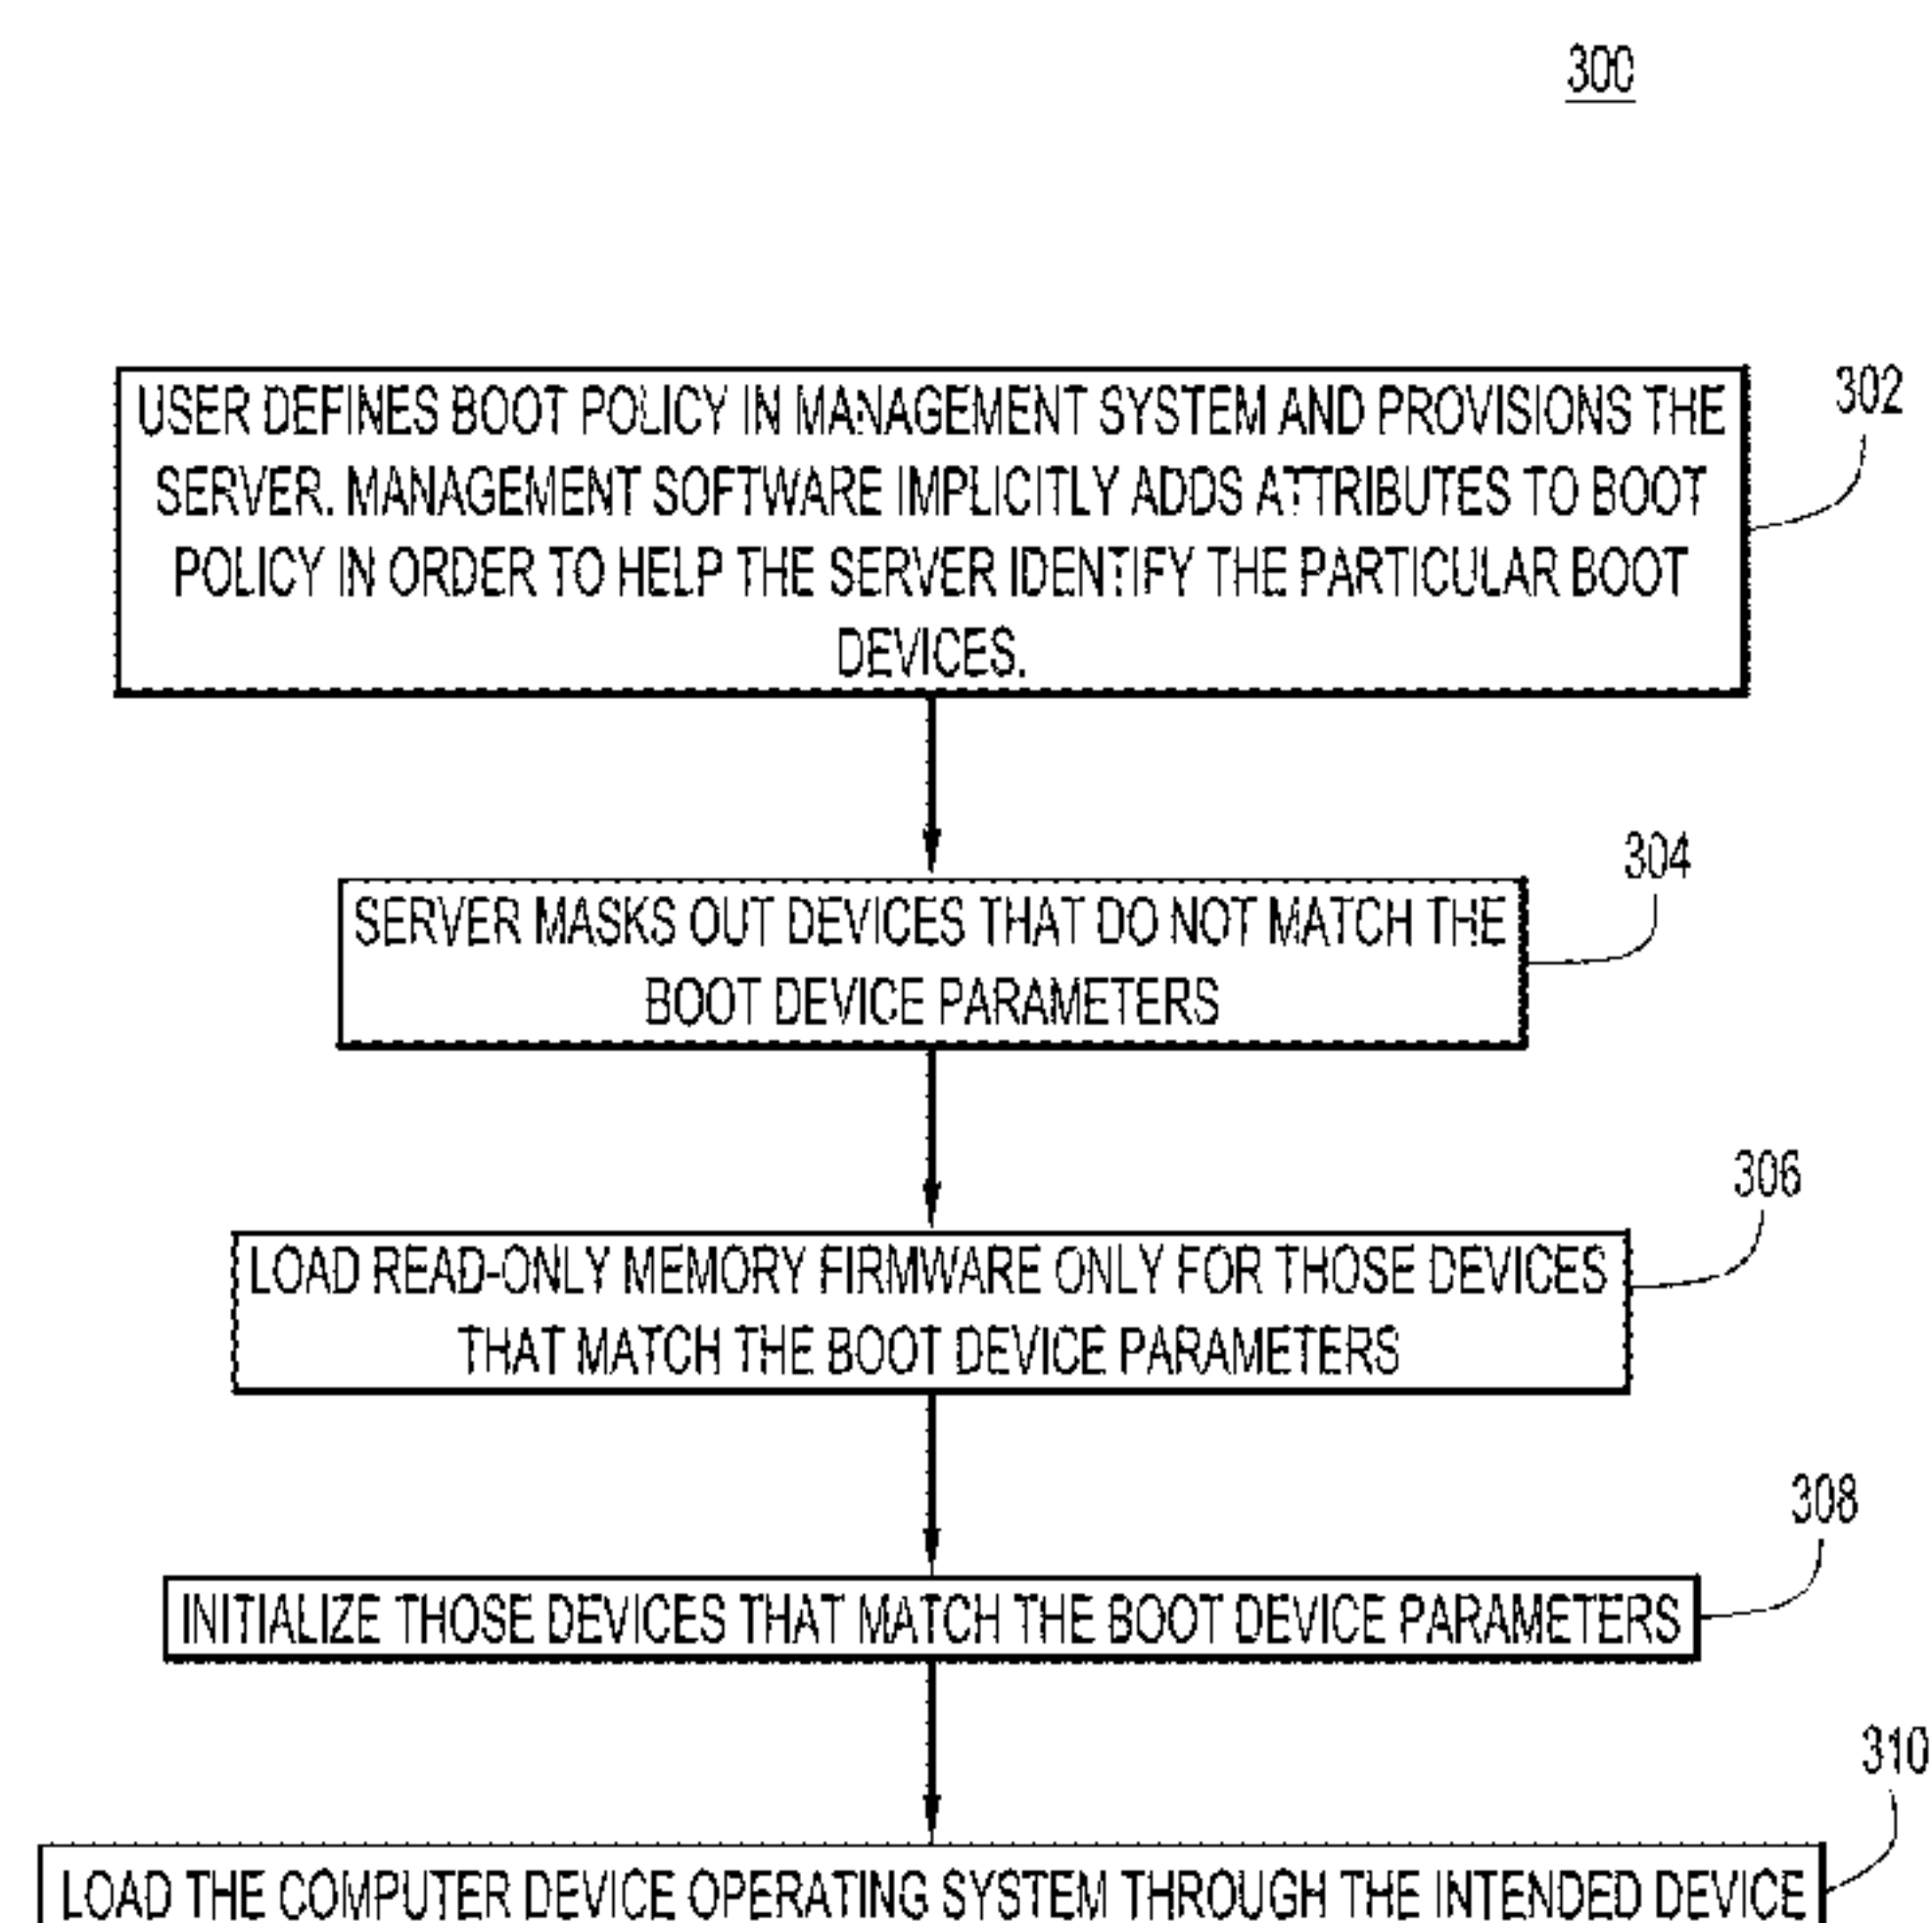 300
302
USER DEFINES BOOT POLICY IN MANAGEMENT SYSTEM AND PROVISIONS THE
SERVER. MANAGEMENT SOFTWARE IMPLICITLY ADDS ATTRIBUTES TO BOOT
POLICY IN ORDER TO HELP THE SERVER IDENTIFY THE PARTICULAR BOOT
DEVICES.
304
SERVER MASKS OUT DEVICES THAT DO NOT MATCH THE
BOOT DEVICE PARAMETERS
306
LOAD READ-ONLY MEMORY FIRMWARE ONLY FOR THOSE DEVICES
THAT MATCH THE BOOT DEVICE PARAMETERS
308
INITIALIZE THOSE DEVICES THAT MATCH THE BOOT DEVICE PARAMETERS
310
LOAD THE COMPUTER DEVICE OPERATING SYSTEM THROUGH THE INTENDED DEVICE